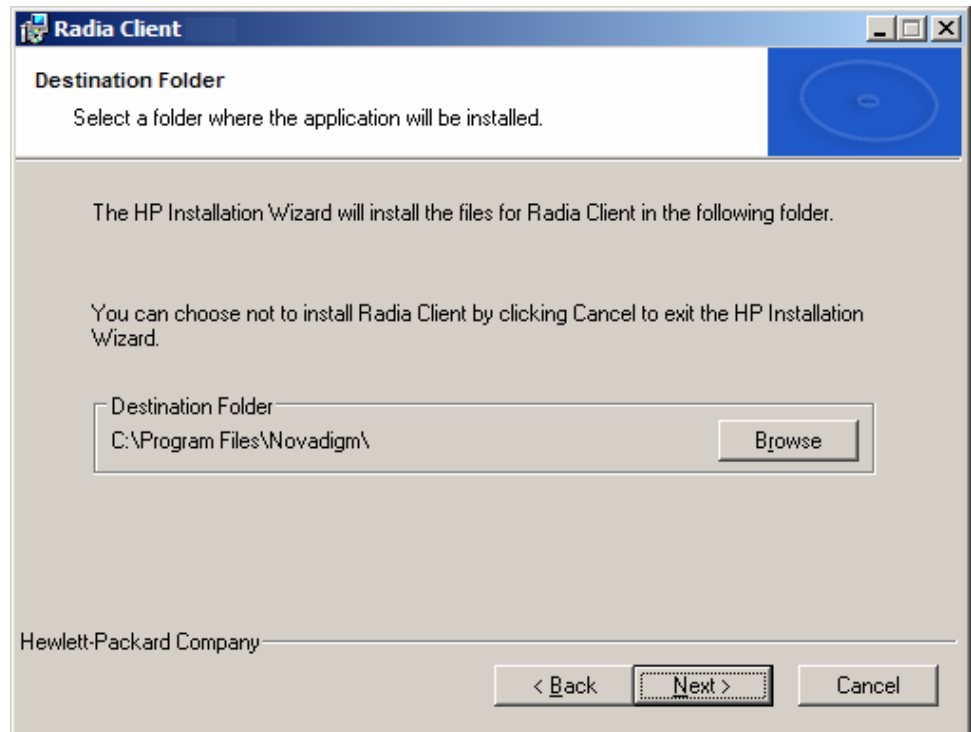 Radia Client
Destination Folder
Select a folder where the application will be installed.
The HP Installation Wizard will install the files for Radia Client in the following folder.
You can choose not to install Radia Client by clicking Cancel to exit the HP Installation
Wizard.
Destination Folder
C:\Program Files\Novadigm\
Browse
Hewlett-Packard Company
< Back
Next >
Cancel